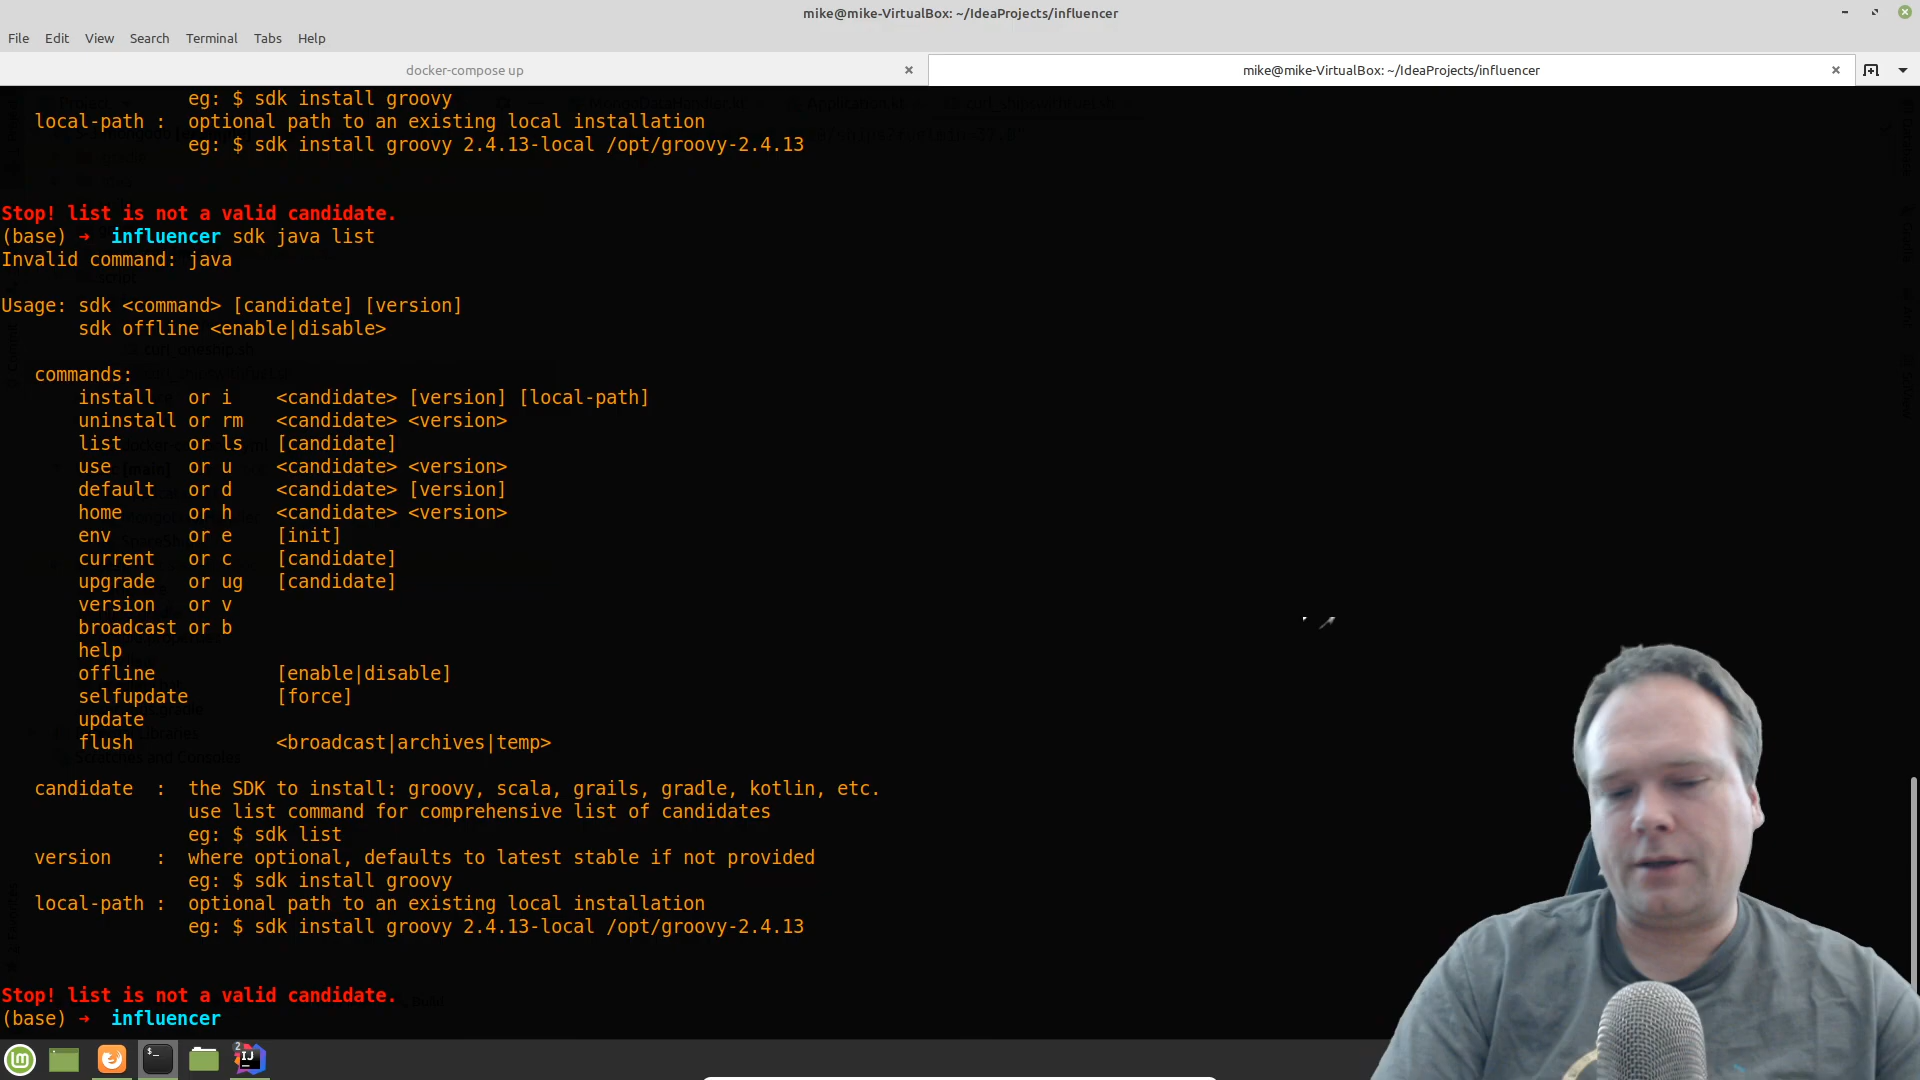 mike@mike-VirtualBox: ~/IdeaProjects/influencer
File Edit View Search Terminal Tabs Help
docker-compose up
mike@mike-VirtualBox: ~/IdeaProjects/influencer
eg: $ sdk install groovy
local-path : optional path to an existing local installation
eg: $ sdk install groovy 2.4.13-local /opt/groovy-2.4.13
Stop! list is not a valid candidate.
(base) ➜ influencer sdk java list
Invalid command: java
Usage: sdk <command> [candidate] [version]
sdk offline <enable|disable>
commands:
install or i <candidate> [version] [local-path]
uninstall or rm <candidate> <version>
list or ls [candidate]
use or u <candidate> <version>
default or d <candidate> [version]
home or h <candidate> <version>
env or e [init]
current or c [candidate]
upgrade or ug [candidate]
version or v
broadcast or b
help
offline [enable|disable]
selfupdate [force]
update
flush <broadcast|archives|temp>
candidate : the SDK to install: groovy, scala, grails, gradle, kotlin, etc.
use list command for comprehensive list of candidates
eg: $ sdk list
version : where optional, defaults to latest stable if not provided
eg: $ sdk install groovy
local-path : optional path to an existing local installation
eg: $ sdk install groovy 2.4.13-local /opt/groovy-2.4.13
Stop! list is not a valid candidate.
(base) ➜ influencer
2
IJ